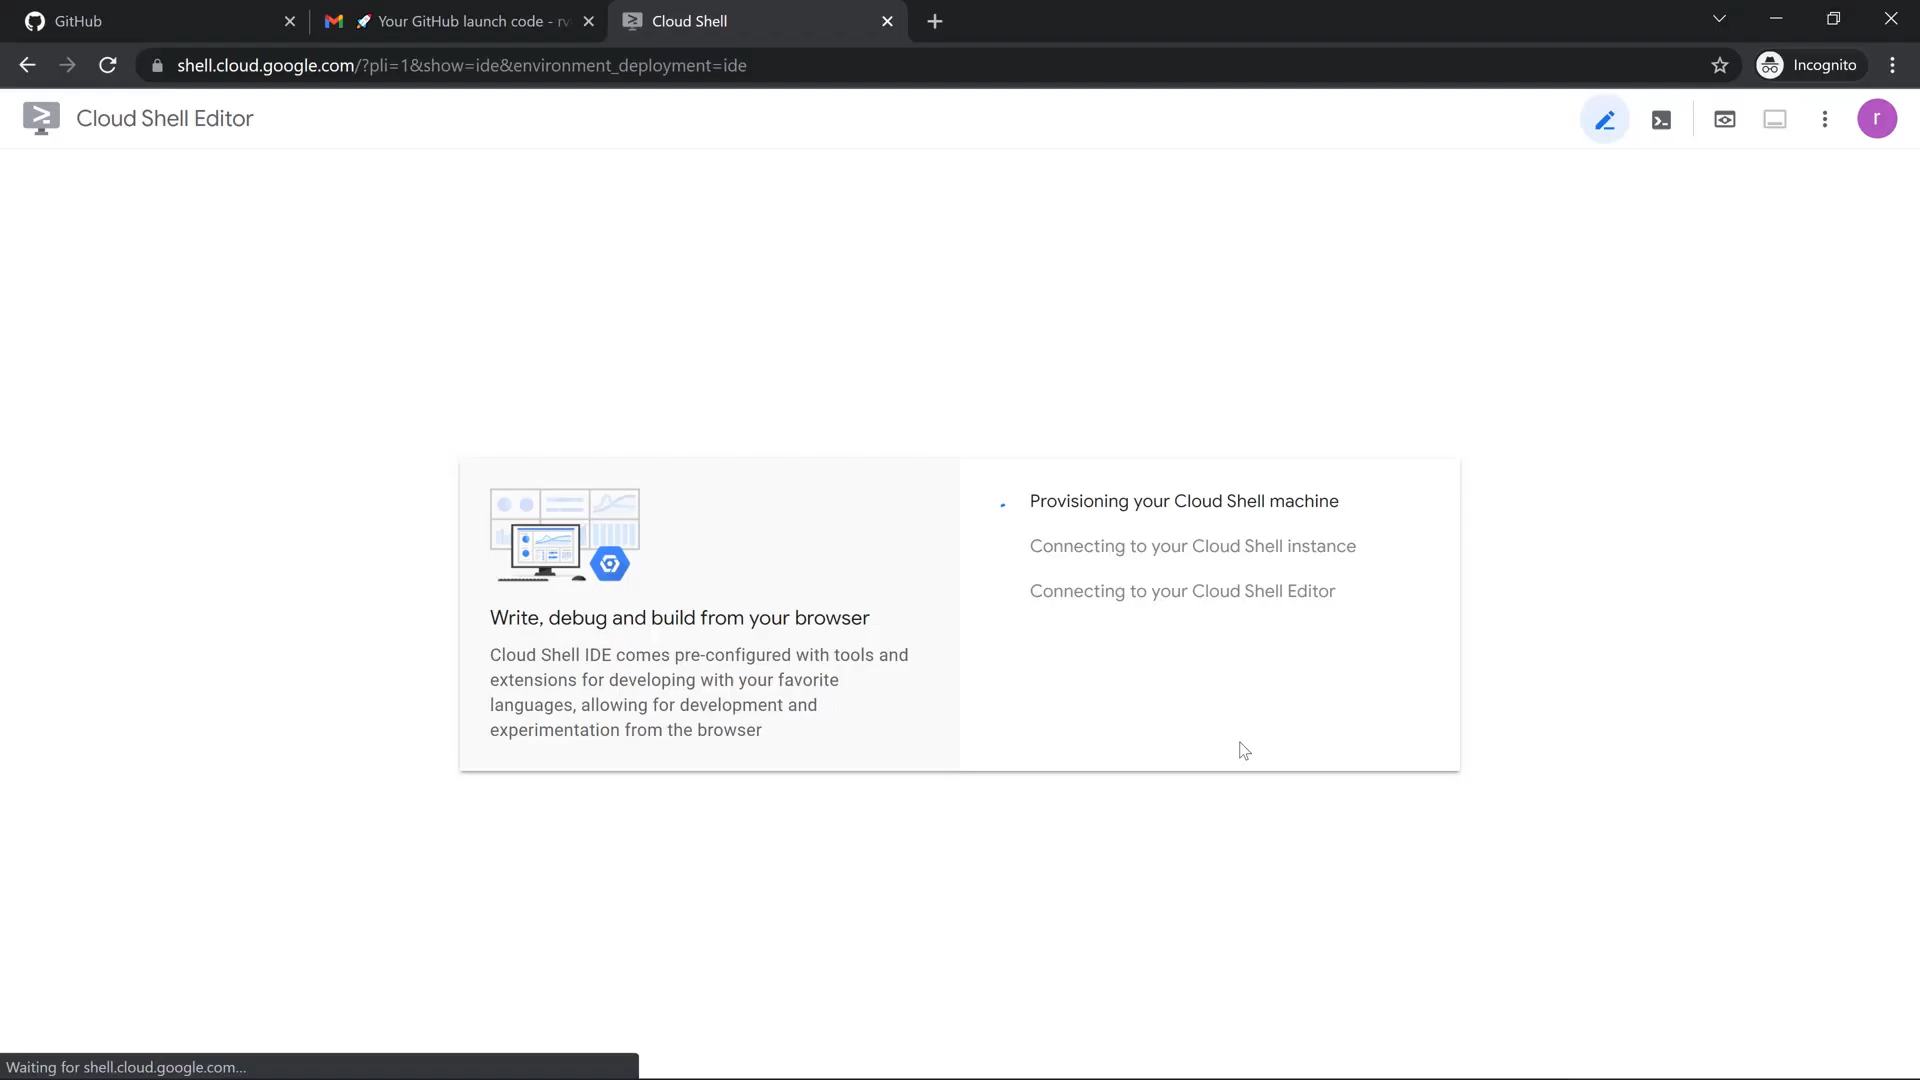 GitHub
Your GitHub launch code - rv
Cloud Shell
shell.cloud.google.com/?pli=1&show=ide&environment_deployment=ide
Incognito
Cloud Shell Editor
r
Provisioning your Cloud Shell machine
Connecting to your Cloud Shell instance
Connecting to your Cloud Shell Editor
Write, debug and build from your browser
Cloud Shell IDE comes pre-configured with tools and
extensions for developing with your favorite
languages, allowing for development and
experimentation from the browser
Waiting for shell.cloud.google.com...